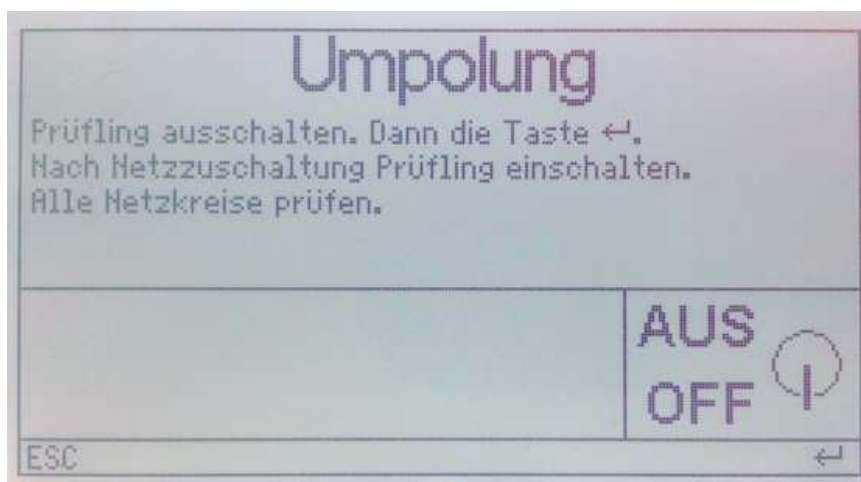 Umpolung
Prüfling ausschalten. Dann die Taste ↵.
Nach Netzzuschaltung Prüfling einschalten.
Alle Netzkreise prüfen.
AUS
OFF
ESC ↵